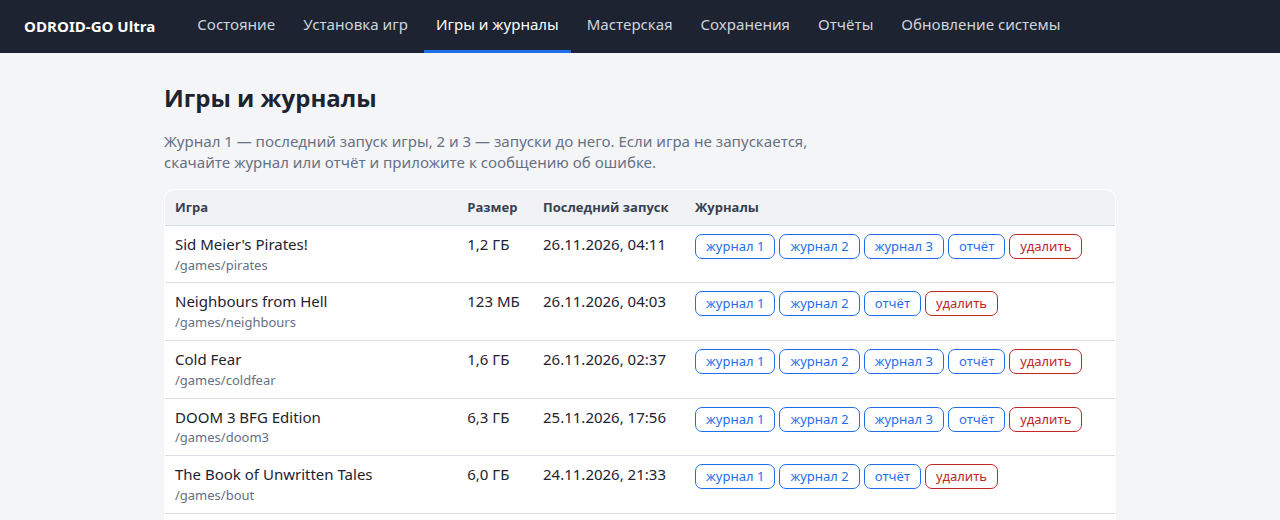 ODROID-GO Ultra Состояние Установка игр Игры и журналы Мастерская Сохранения Отчёты Обновление системы
Игры и журналы
Журнал 1 — последний запуск игры, 2 и 3 — запуски до него. Если игра не запускается,
скачайте журнал или отчёт и приложите к сообщению об ошибке.
Игра Размер Последний запуск Журналы
Sid Meier's Pirates! 1,2 ГБ 26.11.2026, 04:11 журнал 1 журнал 2 журнал 3 отчёт удалить
/games/pirates
Neighbours from Hell 123 МБ 26.11.2026, 04:03 журнал 1 журнал 2 отчёт удалить
/games/neighbours
Cold Fear 1,6 ГБ 26.11.2026, 02:37 журнал 1 журнал 2 журнал 3 отчёт удалить
/games/coldfear
DOOM 3 BFG Edition 6,3 ГБ 25.11.2026, 17:56 журнал 1 журнал 2 журнал 3 отчёт удалить
/games/doom3
The Book of Unwritten Tales 6,0 ГБ 24.11.2026, 21:33 журнал 1 журнал 2 отчёт удалить
/games/bout